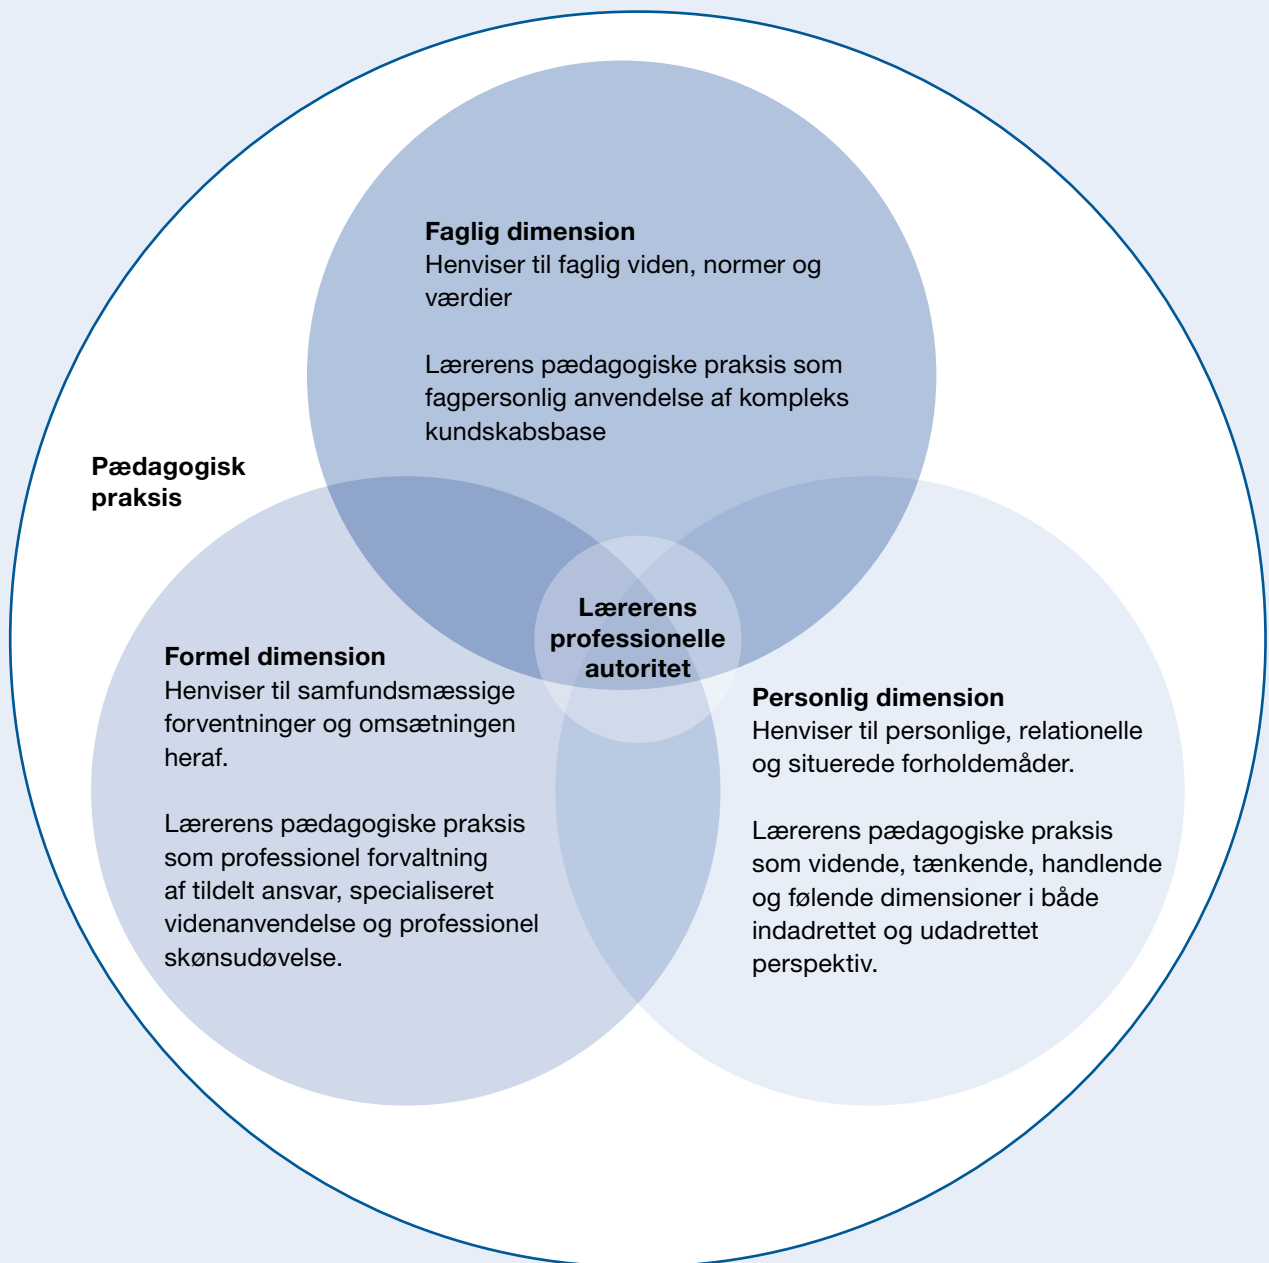 Faglig dimension
Henviser til faglig viden, normer og
værdier
Lærerens pædagogiske praksis som
fagpersonlig anvendelse af kompleks
kundskabsbase
Pædagogisk
praksis
Lærerens
professionelle
autoritet
Formel dimension
Henviser til samfundsmæssige
forventninger og omsætningen
heraf.
Lærerens pædagogiske praksis
som professionel forvaltning
af tildelt ansvar, specialiseret
videnanvendelse og professionel
skønsudøvelse.
Personlig dimension
Henviser til personlige, relationelle
og situerede forholdemåder.
Lærerens pædagogiske praksis
som vidende, tænkende, handlende
og følende dimensioner i både
indadrettet og udadrettet
perspektiv.